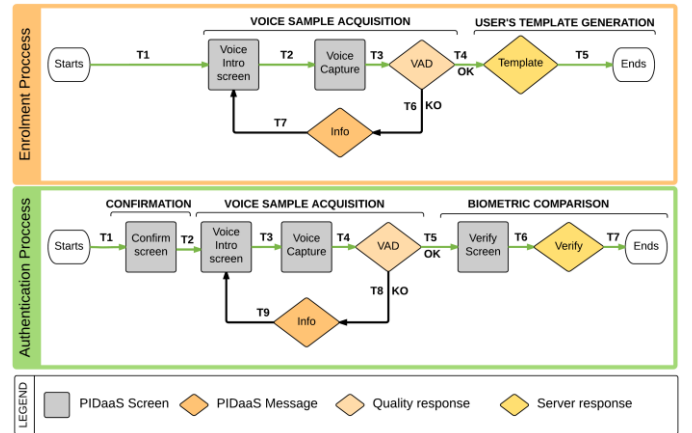 Enrolment Proccess
VOICE SAMPLE ACQUISITION
USER'S TEMPLATE GENERATION
Starts
T1
Voice
Intro
screen
T2
Voice
Capture
T3
VAD
T4
OK
Template
T5
Ends
T6 KO
Info
T7
Authentication Proccess
CONFIRMATION
VOICE SAMPLE ACQUISITION
BIOMETRIC COMPARISON
Starts
T1
Confirm
screen
T2
Voice
Intro
screen
T3
Voice
Capture
T4
VAD
T5
OK
Verify
Screen
T6
Verify
T7
Ends
T8 KO
Info
T9
LEGEND
PIDaaS Screen
PIDaaS Message
Quality response
Server response